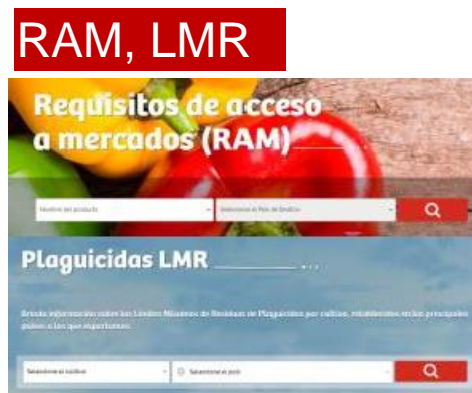 RAM, LMR
Requisitos de acceso
a mercados (RAM)
Nombre del producto
Seleccione el País de Destino
Plaguicidas LMR
Brinda información sobre los Límites Máximos de Residuos de Plaguicidas por cultivo, establecidos en los principales
países a los que exportamos.
Seleccione el cultivo
Seleccione el país